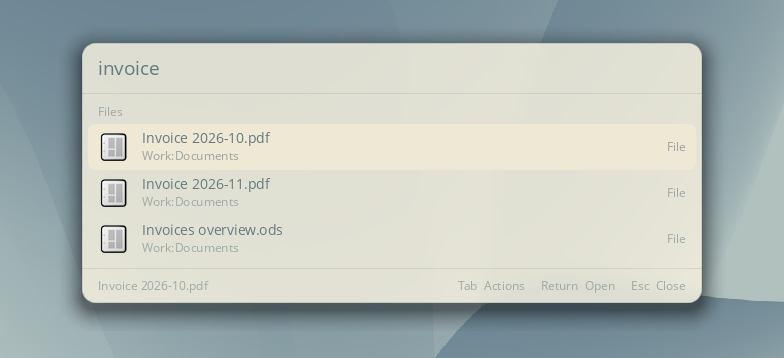 invoice
Files
Invoice 2026-10.pdf
Work:Documents
File
Invoice 2026-11.pdf
Work:Documents
File
Invoices overview.ods
Work:Documents
File
Invoice 2026-10.pdf Tab Actions Return Open Esc Close